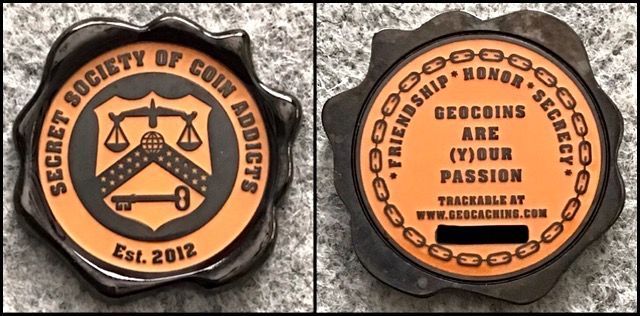 SECRET SOCIETY OF COIN ADDICTS
Est. 2012
*FRIENDSHIP*HONOR*SECRECY*
GEOCOINS
ARE
(Y)OUR
PASSION
TRACKABLE AT
WWW.GEOCACHING.COM